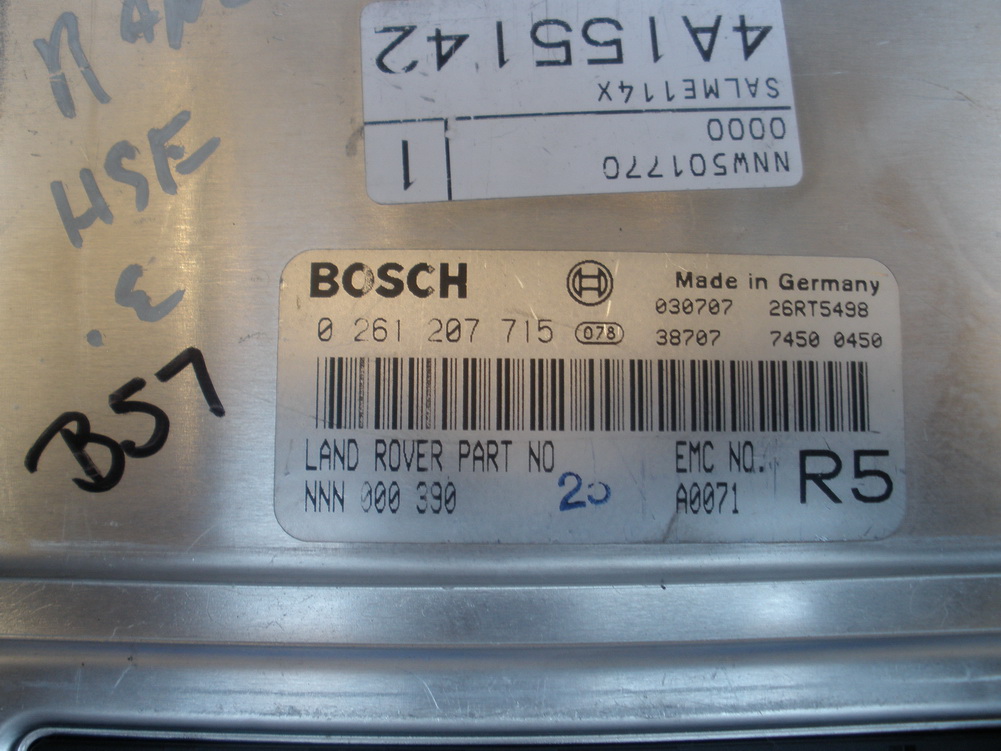 HSE
B57
4A155142
SALME114X
0000
NNW501770
1
BOSCH
Made in Germany
0 261 207 715 078
030707 26RT5498
38707 7450 0450
LAND ROVER PART NO
NNN 000 390
EMC NO.
A0071
R5